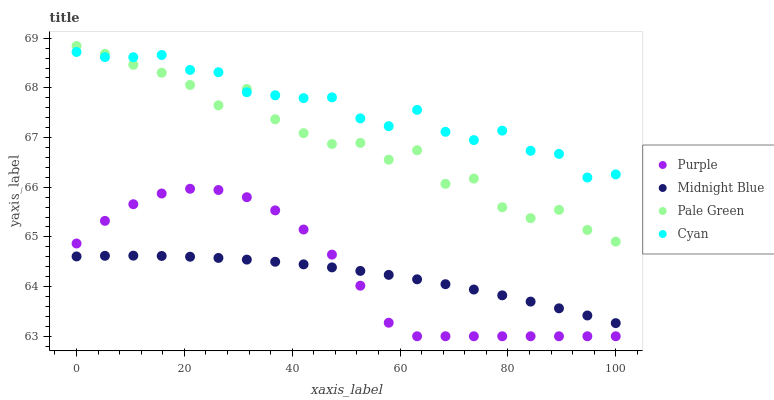 title
69
68
67
66
65
64
63
yaxis_label
0
20
40
60
80
100
xaxis_label
Purple
Midnight Blue
Pale Green
Cyan